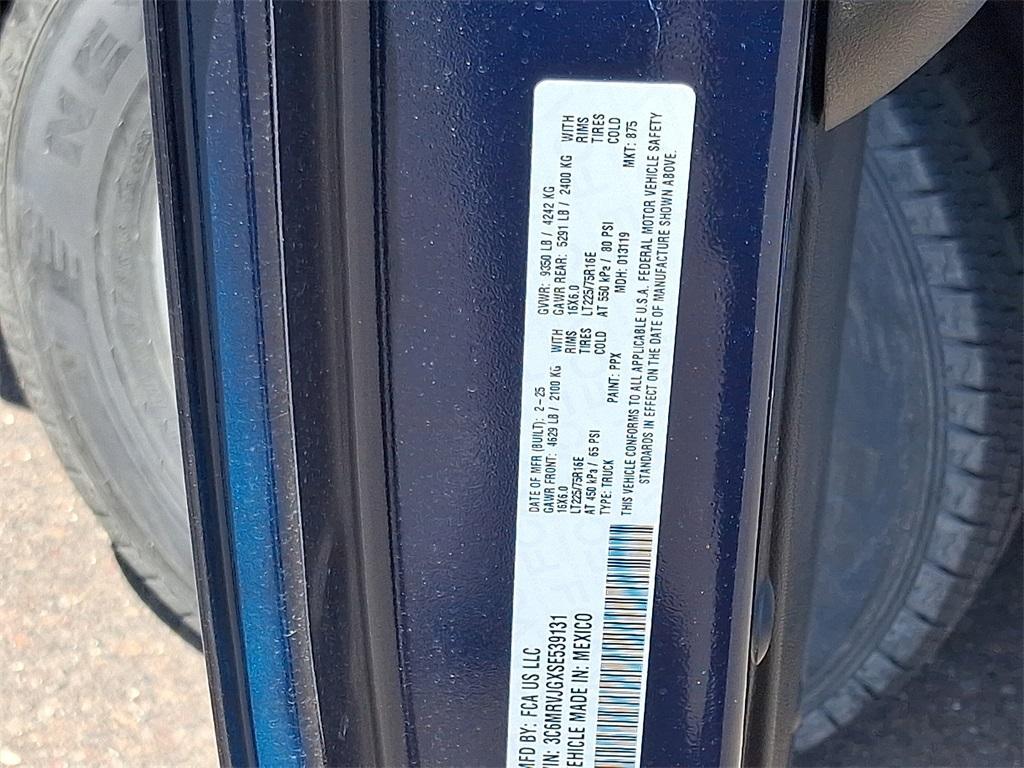 MFD BY: FCA US LLC
VIN: 3C6MRVJGXSE539131
VEHICLE MADE IN: MEXICO
DATE OF MFR (BUILT): 2-25
GVWR: 9350 LB / 4242 KG
GAWR FRONT: 4629 LB / 2100 KG WITH
GAWR REAR: 5291 LB / 2400 KG WITH
16X6.0 RIMS
16X6.0 RIMS
LT225/75R16E TIRES
LT225/75R16E TIRES
AT 450 kPa / 65 PSI COLD
AT 550 kPa / 80 PSI COLD
TYPE: TRUCK PAINT: PPX MDH: 013119 MKT: 875
THIS VEHICLE CONFORMS TO ALL APPLICABLE U.S.A. FEDERAL MOTOR VEHICLE SAFETY
STANDARDS IN EFFECT ON THE DATE OF MANUFACTURE SHOWN ABOVE.